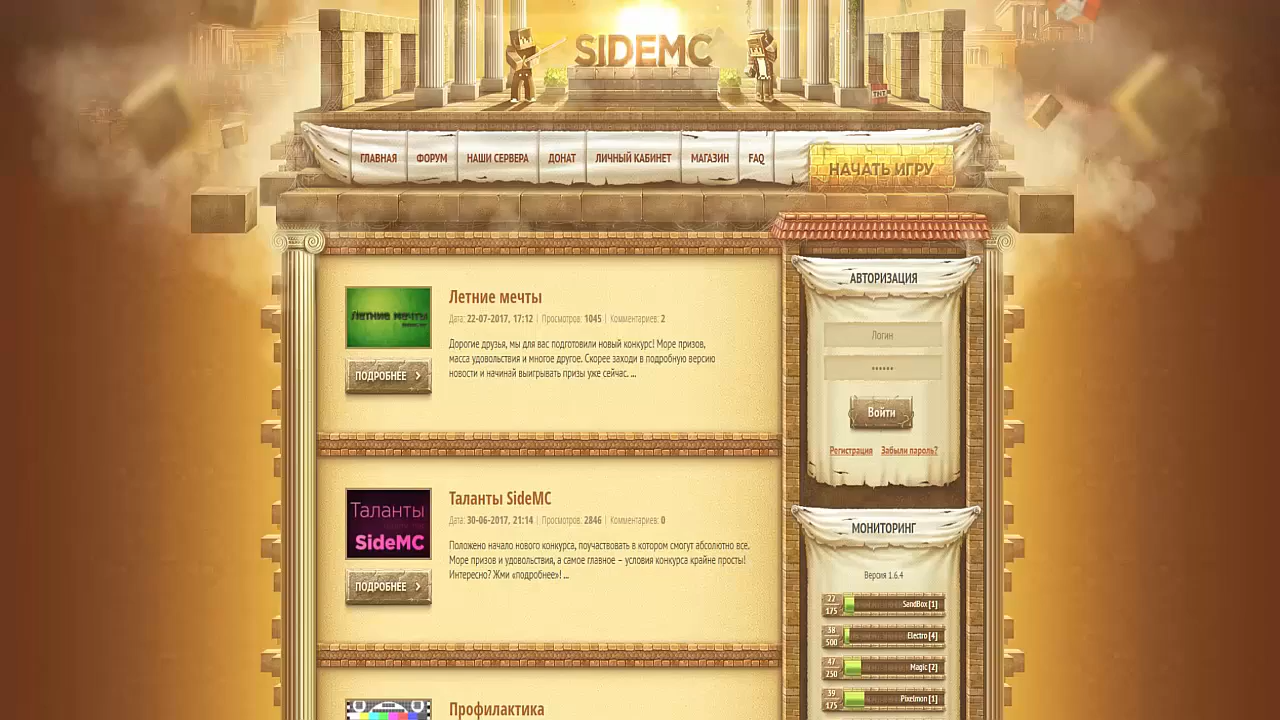 SIDEMC
TNT
ГЛАВНАЯ ФОРУМ НАШИ СЕРВЕРА ДОНАТ ЛИЧНЫЙ КАБИНЕТ МАГАЗИН FAQ НАЧАТЬ ИГРУ
Летние мечты
Летние мечты
Дата: 22-07-2017, 17:12 | Просмотров: 1045 | Комментариев: 2
Дорогие друзья, мы для вас подготовили новый конкурс! Море призов,
масса удовольствия и многое другое. Скорее заходи в подробную версию
новости и начинай выигрывать призы уже сейчас. ...
ПОДРОБНЕЕ
Таланты
SideMC
Таланты SideMC
Дата: 30-06-2017, 21:14 | Просмотров: 2846 | Комментариев: 0
Положено начало нового конкурса, поучаствовать в котором смогут абсолютно все.
Море призов и удовольствия, а самое главное – условия конкурса крайне просты!
Интересно? Жми «подробнее»! ...
ПОДРОБНЕЕ
Профилактика
АВТОРИЗАЦИЯ
Логин
••••••
Войти
Регистрация Забыли пароль?
МОНИТОРИНГ
Версия 1.6.4
22
175
SandBox [1]
38
500
Electro [4]
47
250
Magic [2]
39
175
Pixelmon [1]